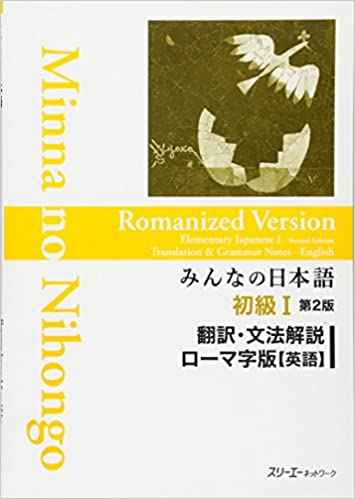 Minna no Nihongo
Romanized Version
Elementary Japanese I Second Edition
Translation & Grammar Notes−English
みんなの日本語
初級Ⅰ 第2版
翻訳・文法解説
ローマ字版【英語】
スリーエーネットワーク